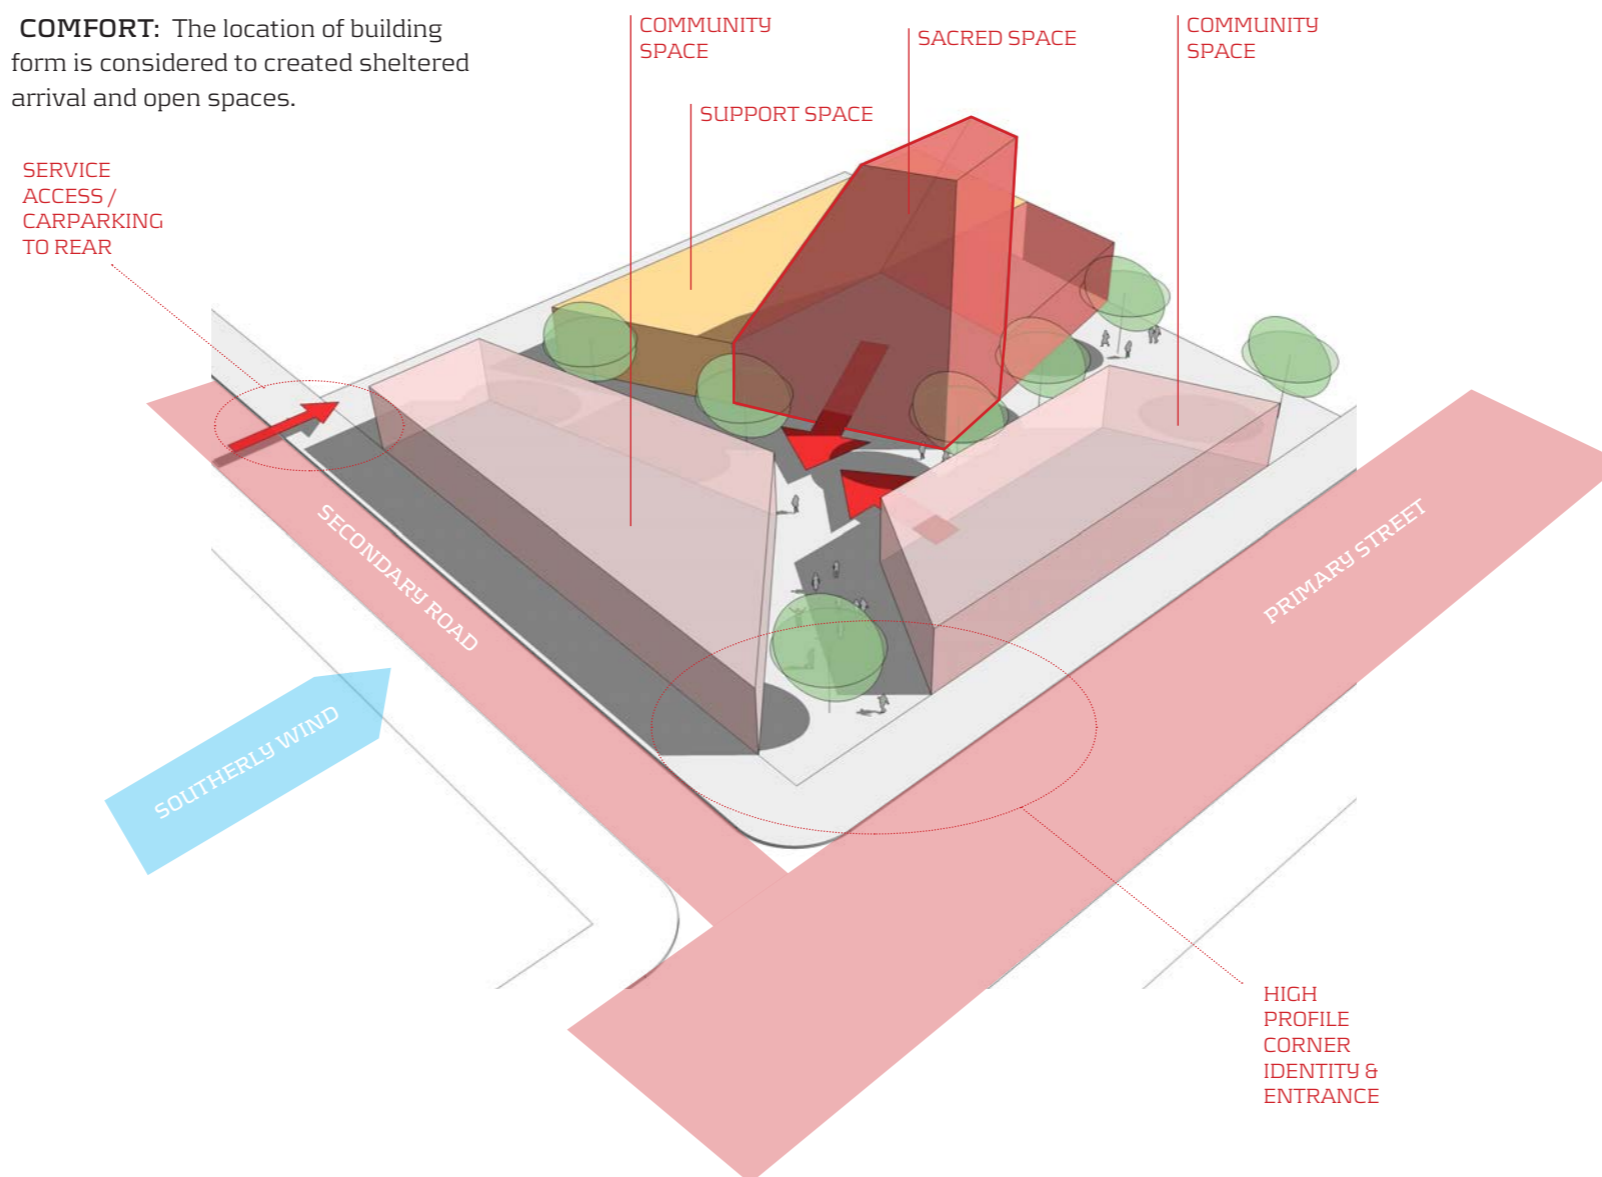 COMFORT: The location of building
form is considered to created sheltered
arrival and open spaces.
COMMUNITY
SPACE
SACRED SPACE
COMMUNITY
SPACE
SUPPORT SPACE
SERVICE
ACCESS /
CARPARKING
TO REAR
SECONDARY ROAD
PRIMARY STREET
SOUTHERLY WIND
HIGH
PROFILE
CORNER
IDENTITY &
ENTRANCE